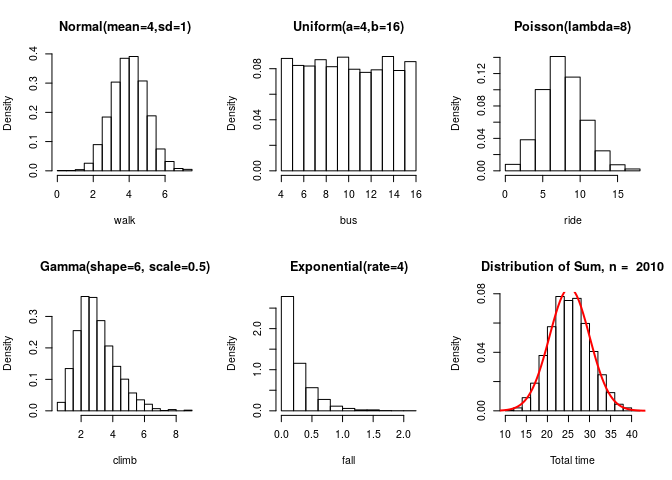 Normal(mean=4,sd=1)
Density
0.0 0.1 0.2 0.3 0.4
0 2 4 6
walk
Uniform(a=4,b=16)
Density
0.00 0.04 0.08
4 6 8 10 12 14 16
bus
Poisson(lambda=8)
Density
0.00 0.04 0.08 0.12
0 5 10 15
ride
Gamma(shape=6, scale=0.5)
Density
0.0 0.1 0.2 0.3
2 4 6 8
climb
Exponential(rate=4)
Density
0.0 1.0 2.0
0.0 0.5 1.0 1.5 2.0
fall
Distribution of Sum, n = 2010
Density
0.00 0.04 0.08
10 15 20 25 30 35 40
Total time